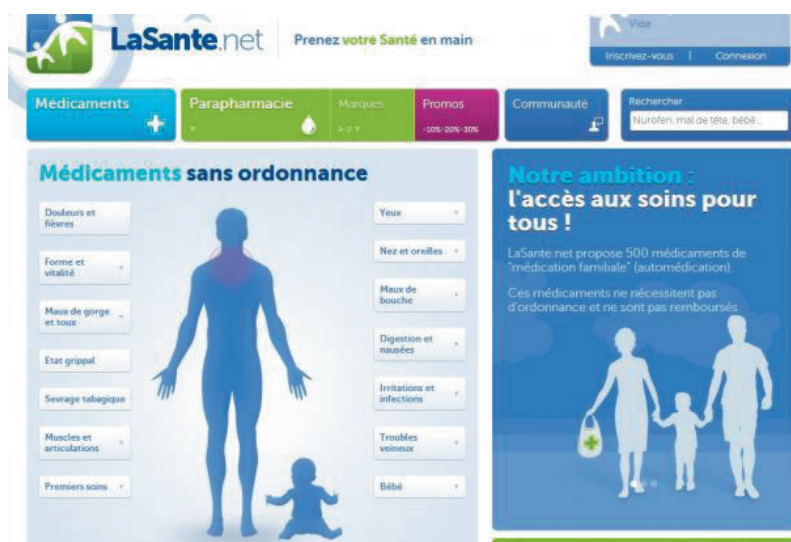 Vide
LaSante.net
Prenez votre Santé en main
Inscrivez-vous | Connexion
Médicaments
Parapharmacie
Marques
A-Z
Promos
-10%-20%-30%
Communauté
Rechercher
Nurofen, mal de tête, bébé...
Médicaments sans ordonnance
Douleurs et
fièvres
Forme et
vitalité
Maux de gorge
et toux
Etat grippal
Sevrage tabagique
Muscles et
articulations
Premiers soins
Yeux
Nez et oreilles
Maux de
bouche
Digestion et
nausées
Irritations et
infections
Troubles
veineux
Bébé
Notre ambition :
l'accès aux soins pour
tous !
LaSante.net propose 500 médicaments de
"médication familiale" (automédication).
Ces médicaments ne nécessitent pas
d'ordonnance et ne sont pas remboursés.